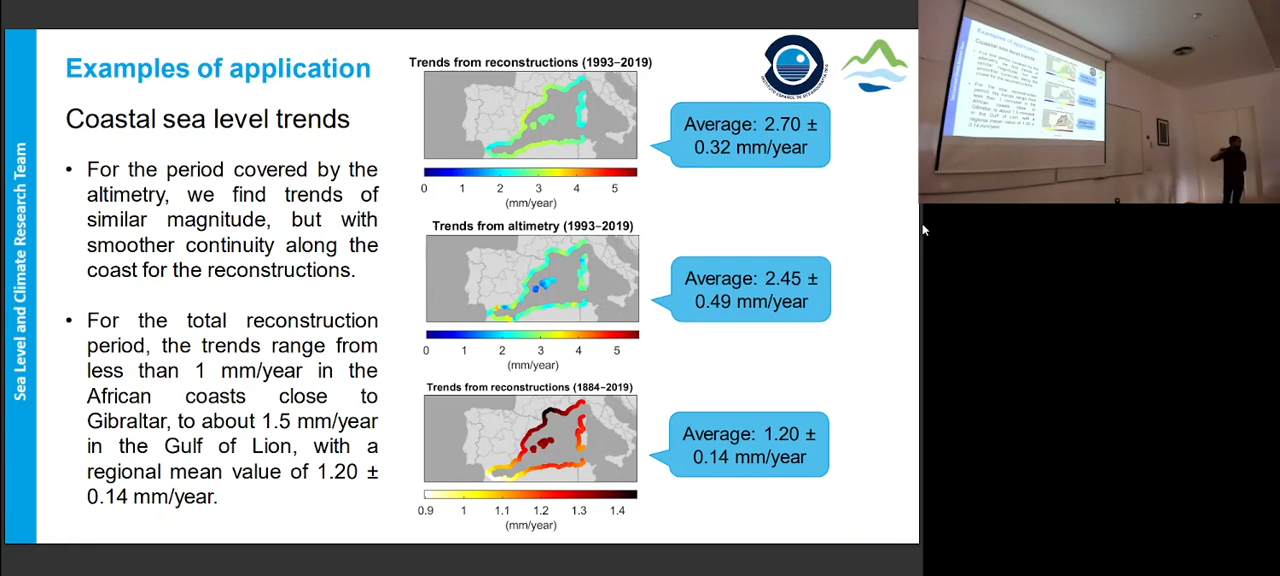 Sea Level and Climate Research Team
Examples of application
Coastal sea level trends
• For the period covered by the
altimetry, we find trends of
similar magnitude, but with
smoother continuity along the
coast for the reconstructions.
• For the total reconstruction
period, the trends range from
less than 1 mm/year in the
African coasts close to
Gibraltar, to about 1.5 mm/year
in the Gulf of Lion, with a
regional mean value of 1.20 ±
0.14 mm/year.
Trends from reconstructions (1993–2019)
0 1 2 3 4 5
(mm/year)
Average: 2.70 ±
0.32 mm/year
Trends from altimetry (1993–2019)
0 1 2 3 4 5
(mm/year)
Average: 2.45 ±
0.49 mm/year
Trends from reconstructions (1884–2019)
0.9 1 1.1 1.2 1.3 1.4
(mm/year)
Average: 1.20 ±
0.14 mm/year
Examples of application
Coastal sea level trends